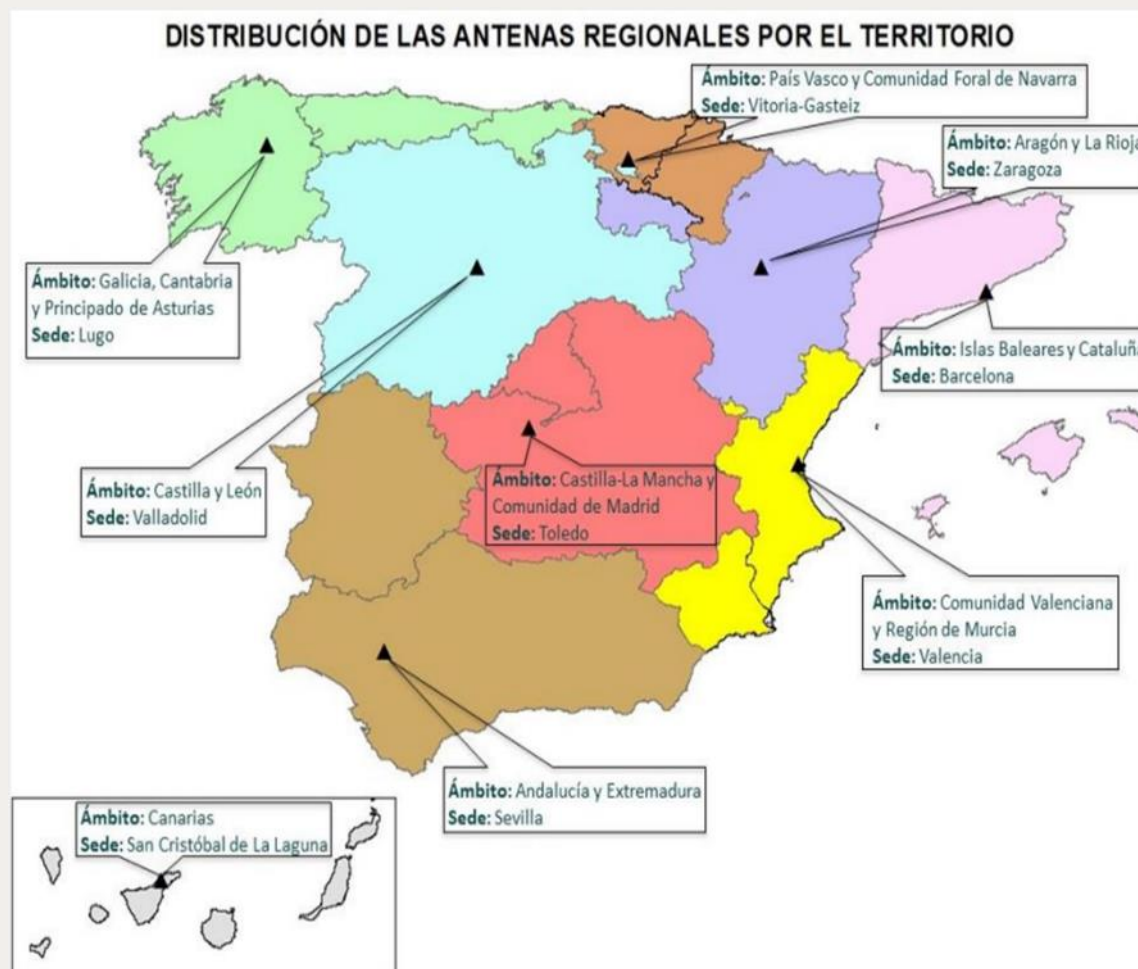 DISTRIBUCIÓN DE LAS ANTENAS REGIONALES POR EL TERRITORIO
Ámbito: País Vasco y Comunidad Foral de Navarra
Sede: Vitoria-Gasteiz
Ámbito: Aragón y La Rioja
Sede: Zaragoza
Ámbito: Galicia, Cantabria
y Principado de Asturias
Sede: Lugo
Ámbito: Islas Baleares y Cataluña
Sede: Barcelona
Ámbito: Castilla y León
Sede: Valladolid
Ámbito: Castilla-La Mancha y
Comunidad de Madrid
Sede: Toledo
Ámbito: Comunidad Valenciana
y Región de Murcia
Sede: Valencia
Ámbito: Andalucía y Extremadura
Sede: Sevilla
Ámbito: Canarias
Sede: San Cristóbal de La Laguna